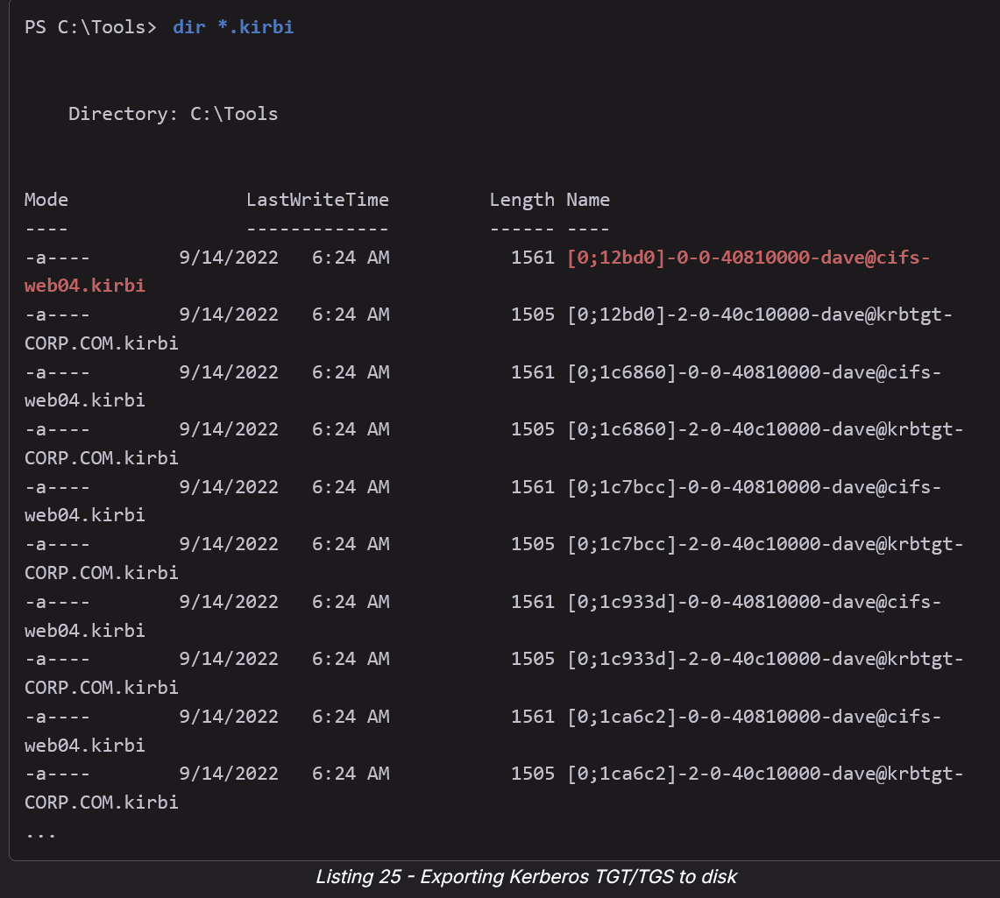 PS C:\Tools> dir *.kirbi
Directory: C:\Tools
Mode LastWriteTime Length Name
---- ------------- ------ ----
-a---- 9/14/2022 6:24 AM 1561 [0;12bd0]-0-0-40810000-dave@cifs-
web04.kirbi
-a---- 9/14/2022 6:24 AM 1505 [0;12bd0]-2-0-40c10000-dave@krbtgt-
CORP.COM.kirbi
-a---- 9/14/2022 6:24 AM 1561 [0;1c6860]-0-0-40810000-dave@cifs-
web04.kirbi
-a---- 9/14/2022 6:24 AM 1505 [0;1c6860]-2-0-40c10000-dave@krbtgt-
CORP.COM.kirbi
-a---- 9/14/2022 6:24 AM 1561 [0;1c7bcc]-0-0-40810000-dave@cifs-
web04.kirbi
-a---- 9/14/2022 6:24 AM 1505 [0;1c7bcc]-2-0-40c10000-dave@krbtgt-
CORP.COM.kirbi
-a---- 9/14/2022 6:24 AM 1561 [0;1c933d]-0-0-40810000-dave@cifs-
web04.kirbi
-a---- 9/14/2022 6:24 AM 1505 [0;1c933d]-2-0-40c10000-dave@krbtgt-
CORP.COM.kirbi
-a---- 9/14/2022 6:24 AM 1561 [0;1ca6c2]-0-0-40810000-dave@cifs-
web04.kirbi
-a---- 9/14/2022 6:24 AM 1505 [0;1ca6c2]-2-0-40c10000-dave@krbtgt-
CORP.COM.kirbi
...
Listing 25 - Exporting Kerberos TGT/TGS to disk